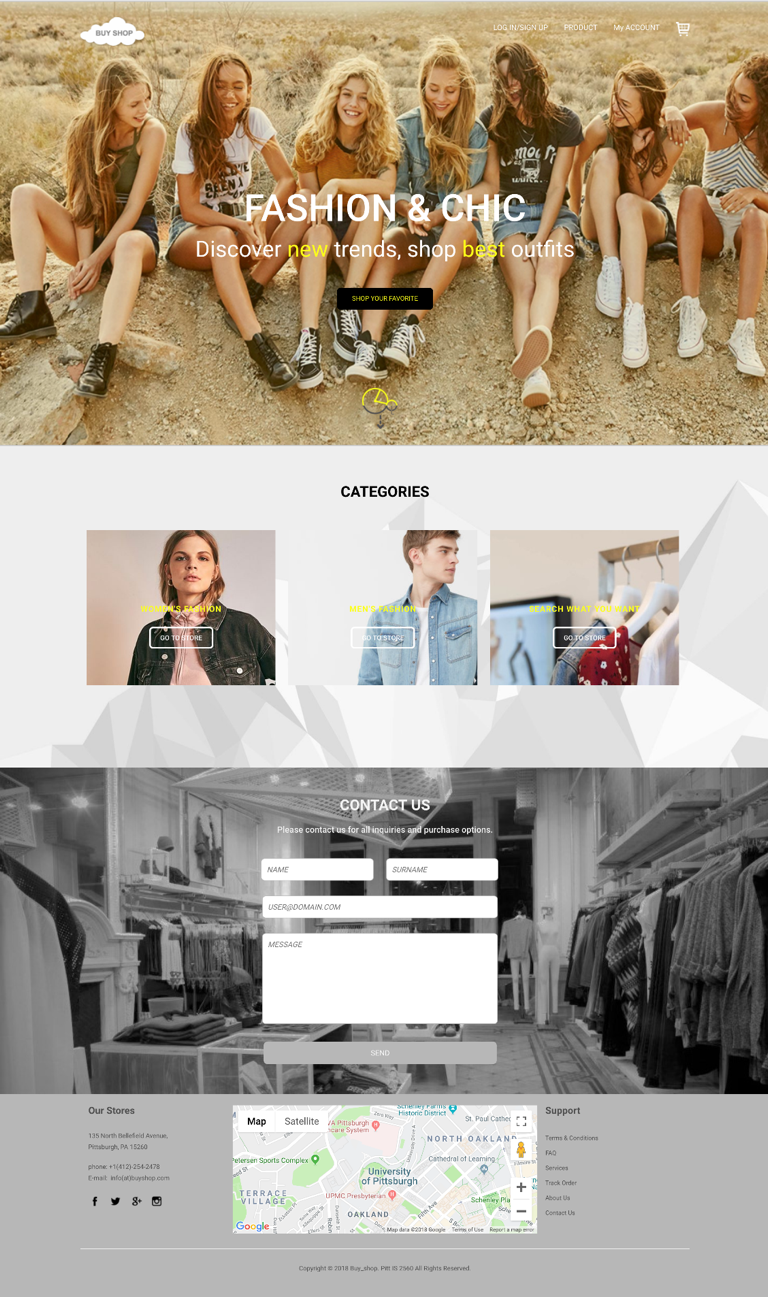 BUY SHOP
LOG IN/SIGN UP
PRODUCT
My ACCOUNT
FASHION & CHIC
Discover new trends, shop best outfits
SHOP YOUR FAVORITE
CATEGORIES
WOMEN'S FASHION
MEN'S FASHION
SEARCH WHAT YOU WANT
GO TO STORE
GO TO STORE
GO TO STORE
CONTACT US
Please contact us for all inquiries and purchase options.
NAME
SURNAME
USER@DOMAIN.COM
MESSAGE
SEND
Our Stores
135 North Bellefield Avenue,
Pittsburgh, PA 15260
phone: +1(412)-254-2478
E-mail: info(at)buyshop.com
Map
Satellite
Schenley Farms
Historic District
St. Paul Cathe
VA Pittsburgh
hcare System
NORTH OAKLAND
Petersen Sports Complex
Cathedral of Learning
University
of Pittsburgh
TERRACE
VILLAGE
UPMC Presbyterian
Schenley Pla
OAKLAND
Google
Map data ©2018 Google
Terms of Use
Report a map error
Support
Terms & Conditions
FAQ
Services
Track Order
About Us
Contact Us
Copyright © 2018 Buy_shop. Pitt IS 2960 All Rights Reserved.